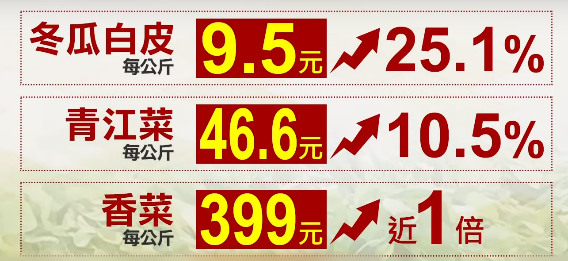 冬瓜白皮 9.5元 25.1%
每公斤
青江菜 46.6元 10.5%
每公斤
香菜 399元 近1倍
每公斤